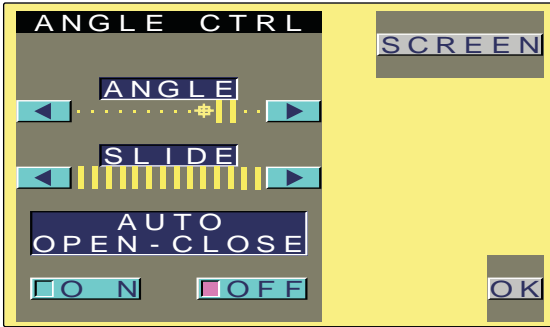 ANGLE CTRL
SCREEN
ANGLE
SLIDE
AUTO
OPEN-CLOSE
ON
OFF
OK